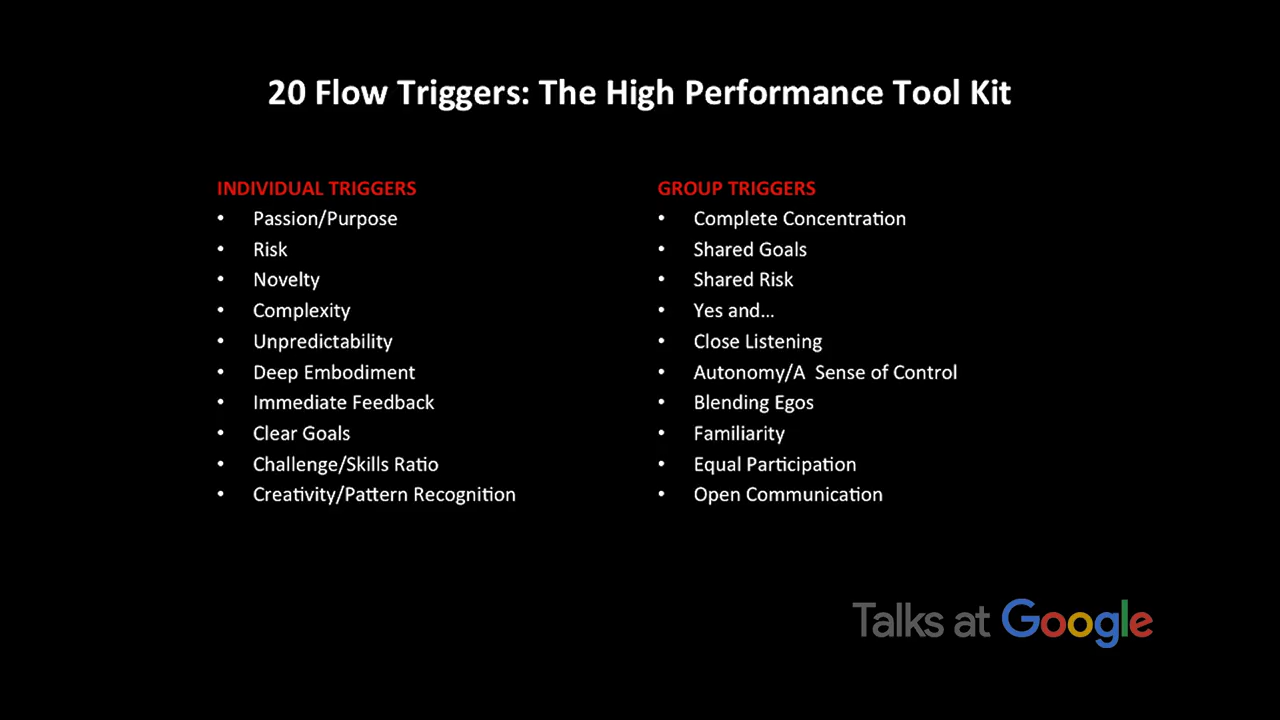 20 Flow Triggers: The High Performance Tool Kit
INDIVIDUAL TRIGGERS
• Passion/Purpose
• Risk
• Novelty
• Complexity
• Unpredictability
• Deep Embodiment
• Immediate Feedback
• Clear Goals
• Challenge/Skills Ratio
• Creativity/Pattern Recognition
GROUP TRIGGERS
• Complete Concentration
• Shared Goals
• Shared Risk
• Yes and...
• Close Listening
• Autonomy/A Sense of Control
• Blending Egos
• Familiarity
• Equal Participation
• Open Communication
Talks at Google